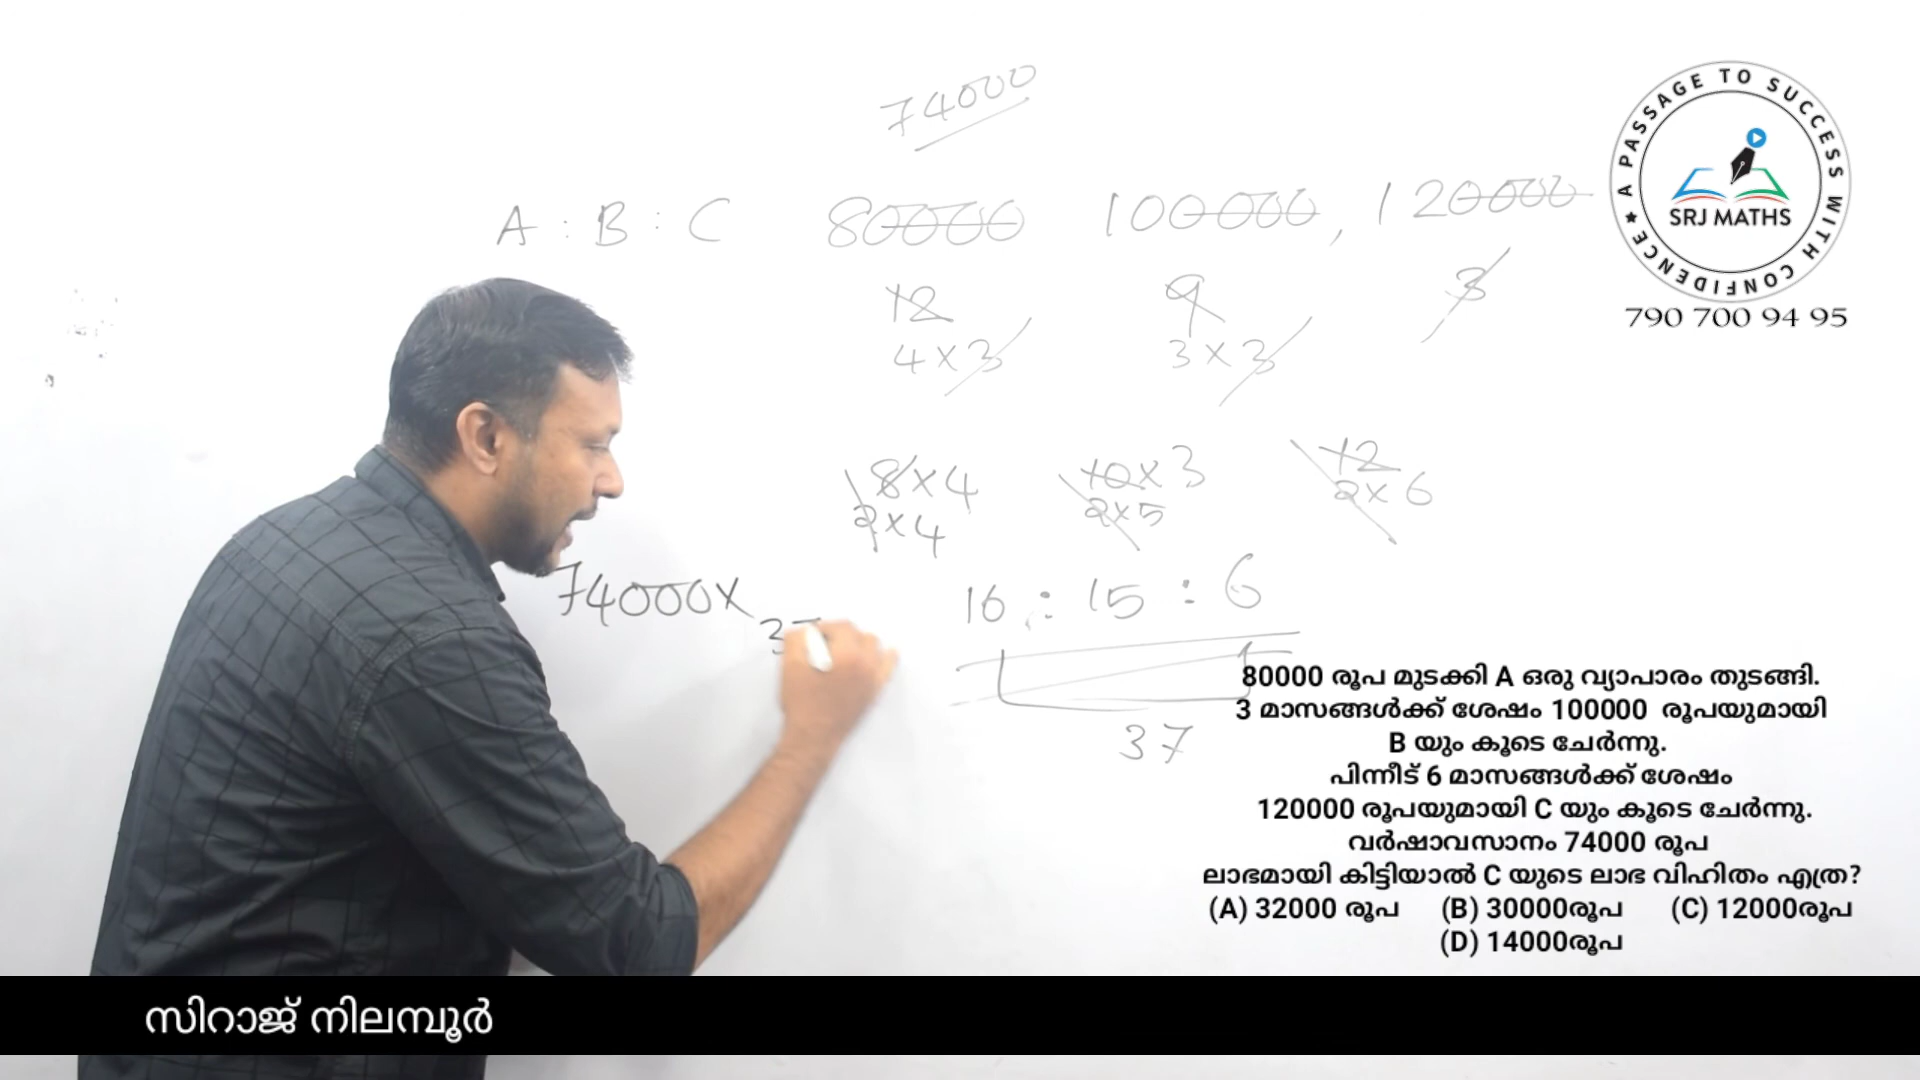 74000
A : B : C 80000 100000, 120000
12 9 3
4 × 3 3 × 3
8 × 4 10 × 3 12
2 × 4 2 × 5 2 × 6
74000 ×
37
16 : 15 : 6
37
A PASSAGE TO SUCCESS WITH CONFIDENCE ★
SRJ MATHS
790 700 94 95
80000 രൂപ മുടക്കി A ഒരു വ്യാപാരം തുടങ്ങി.
3 മാസങ്ങൾക്ക് ശേഷം 100000 രൂപയുമായി
B യും കൂടെ ചേർന്നു.
പിന്നീട് 6 മാസങ്ങൾക്ക് ശേഷം
120000 രൂപയുമായി C യും കൂടെ ചേർന്നു.
വർഷാവസാനം 74000 രൂപ
ലാഭമായി കിട്ടിയാൽ C യുടെ ലാഭ വിഹിതം എത്ര?
(A) 32000 രൂപ (B) 30000രൂപ (C) 12000രൂപ
(D) 14000രൂപ
സിറാജ് നിലമ്പൂർ